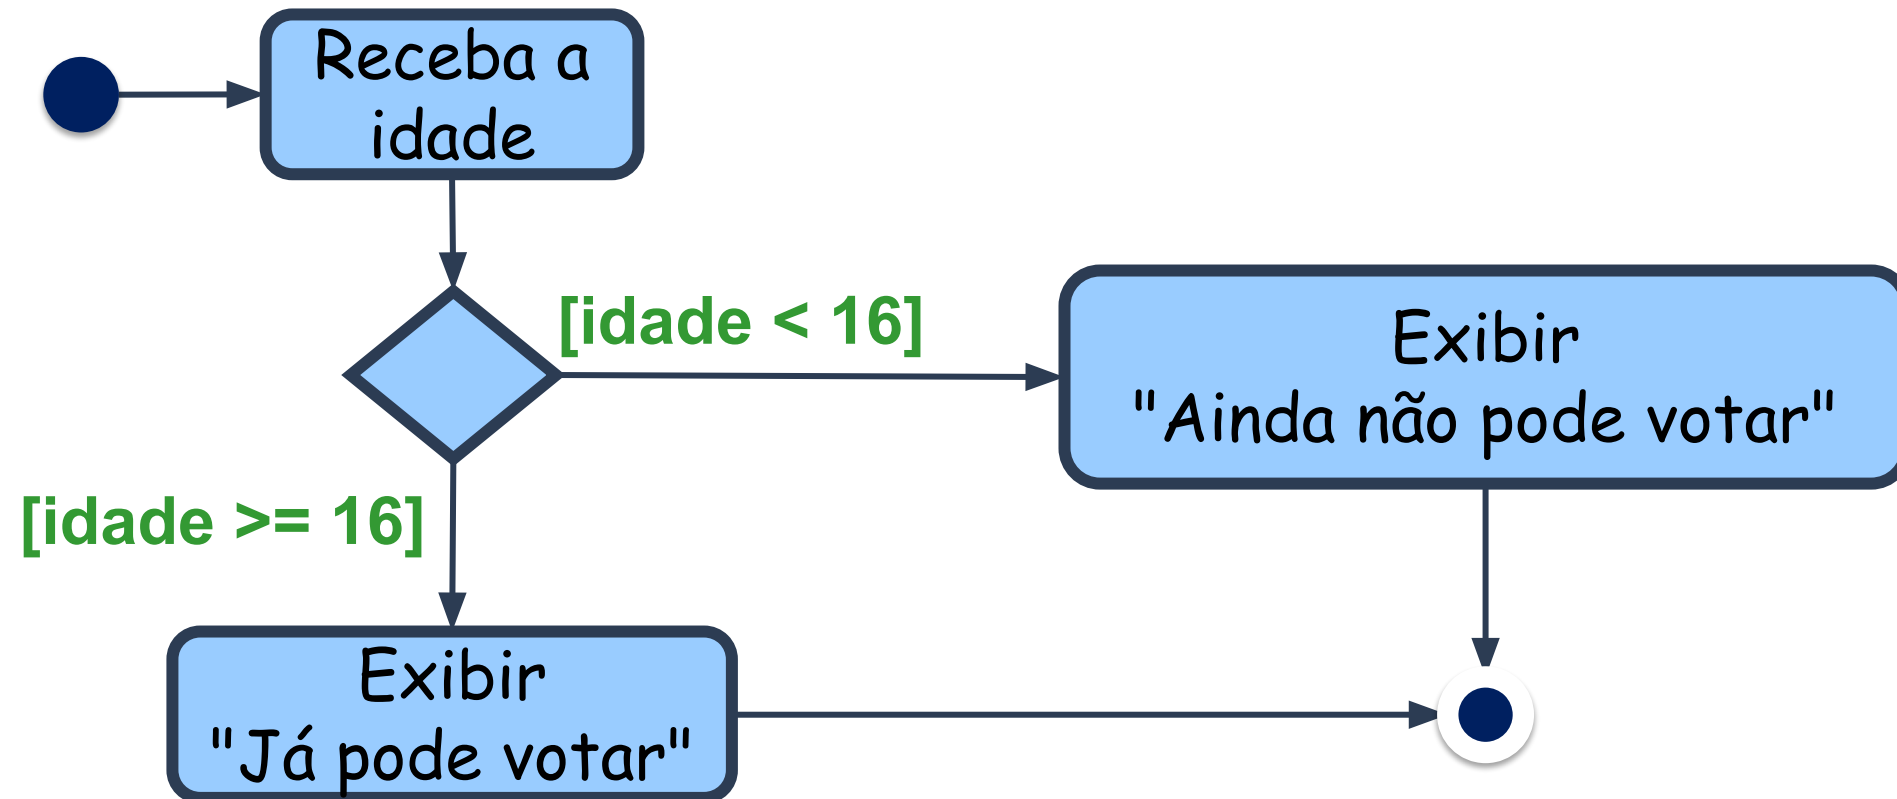 Receba a
idade
[idade < 16]
Exibir
"Ainda não pode votar"
[idade >= 16]
Exibir
"Já pode votar"